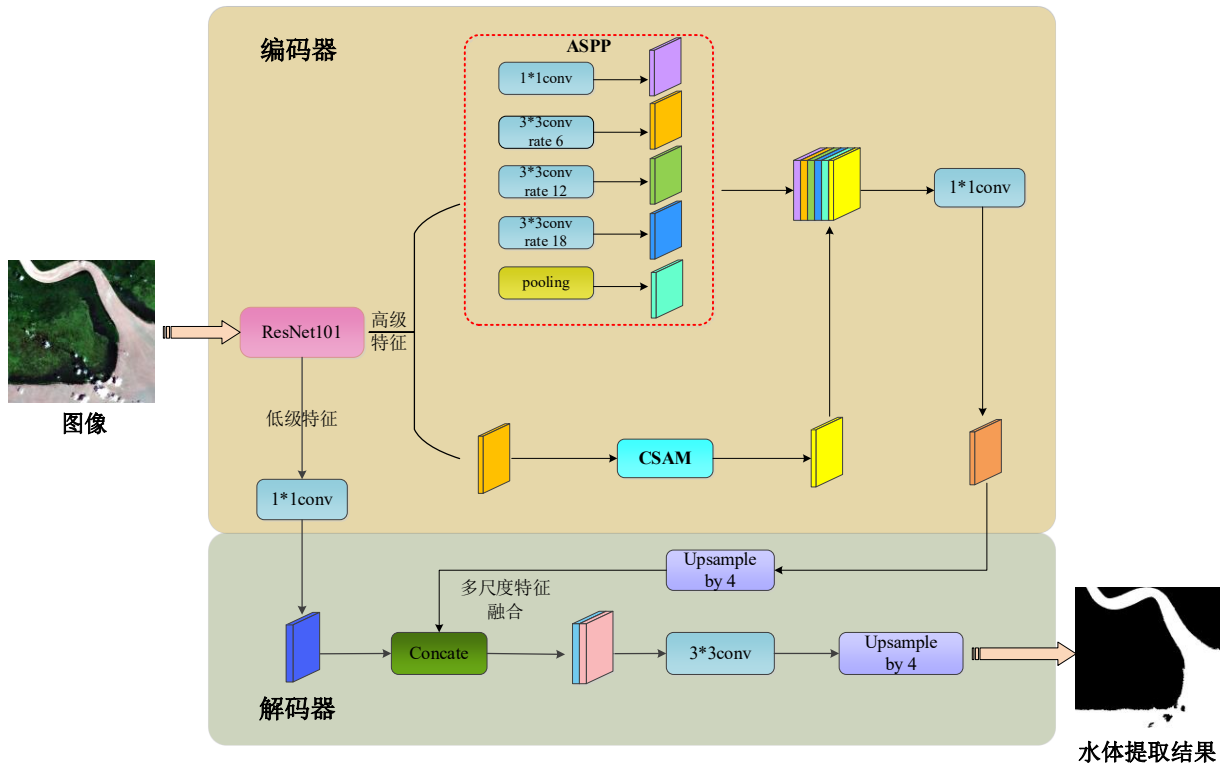 编码器
ASPP
1*1conv
3*3conv
rate 6
3*3conv
rate 12
3*3conv
rate 18
pooling
1*1conv
ResNet101
高级
特征
图像
低级特征
CSAM
1*1conv
Upsample
by 4
多尺度特征
融合
Concate
3*3conv
Upsample
by 4
解码器
水体提取结果